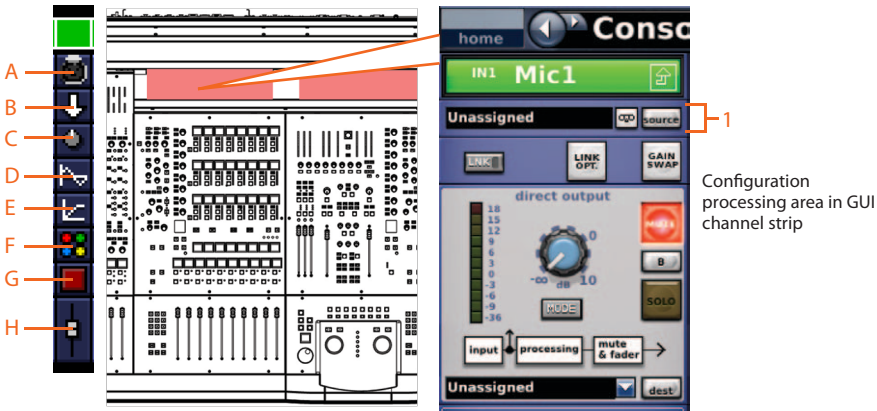 A
B
C
D
E
F
G
H
home
Conso
IN1 Mic1
Unassigned
source
1
LNK
LINK OPT.
GAIN SWAP
Configuration
processing area in GUI
channel strip
direct output
18
15
12
9
6
3
0
-3
-6
-9
-36
0
-∞ dB 10
MODE
MUTE
B
SOLO
input
processing
mute
& fader
Unassigned
dest